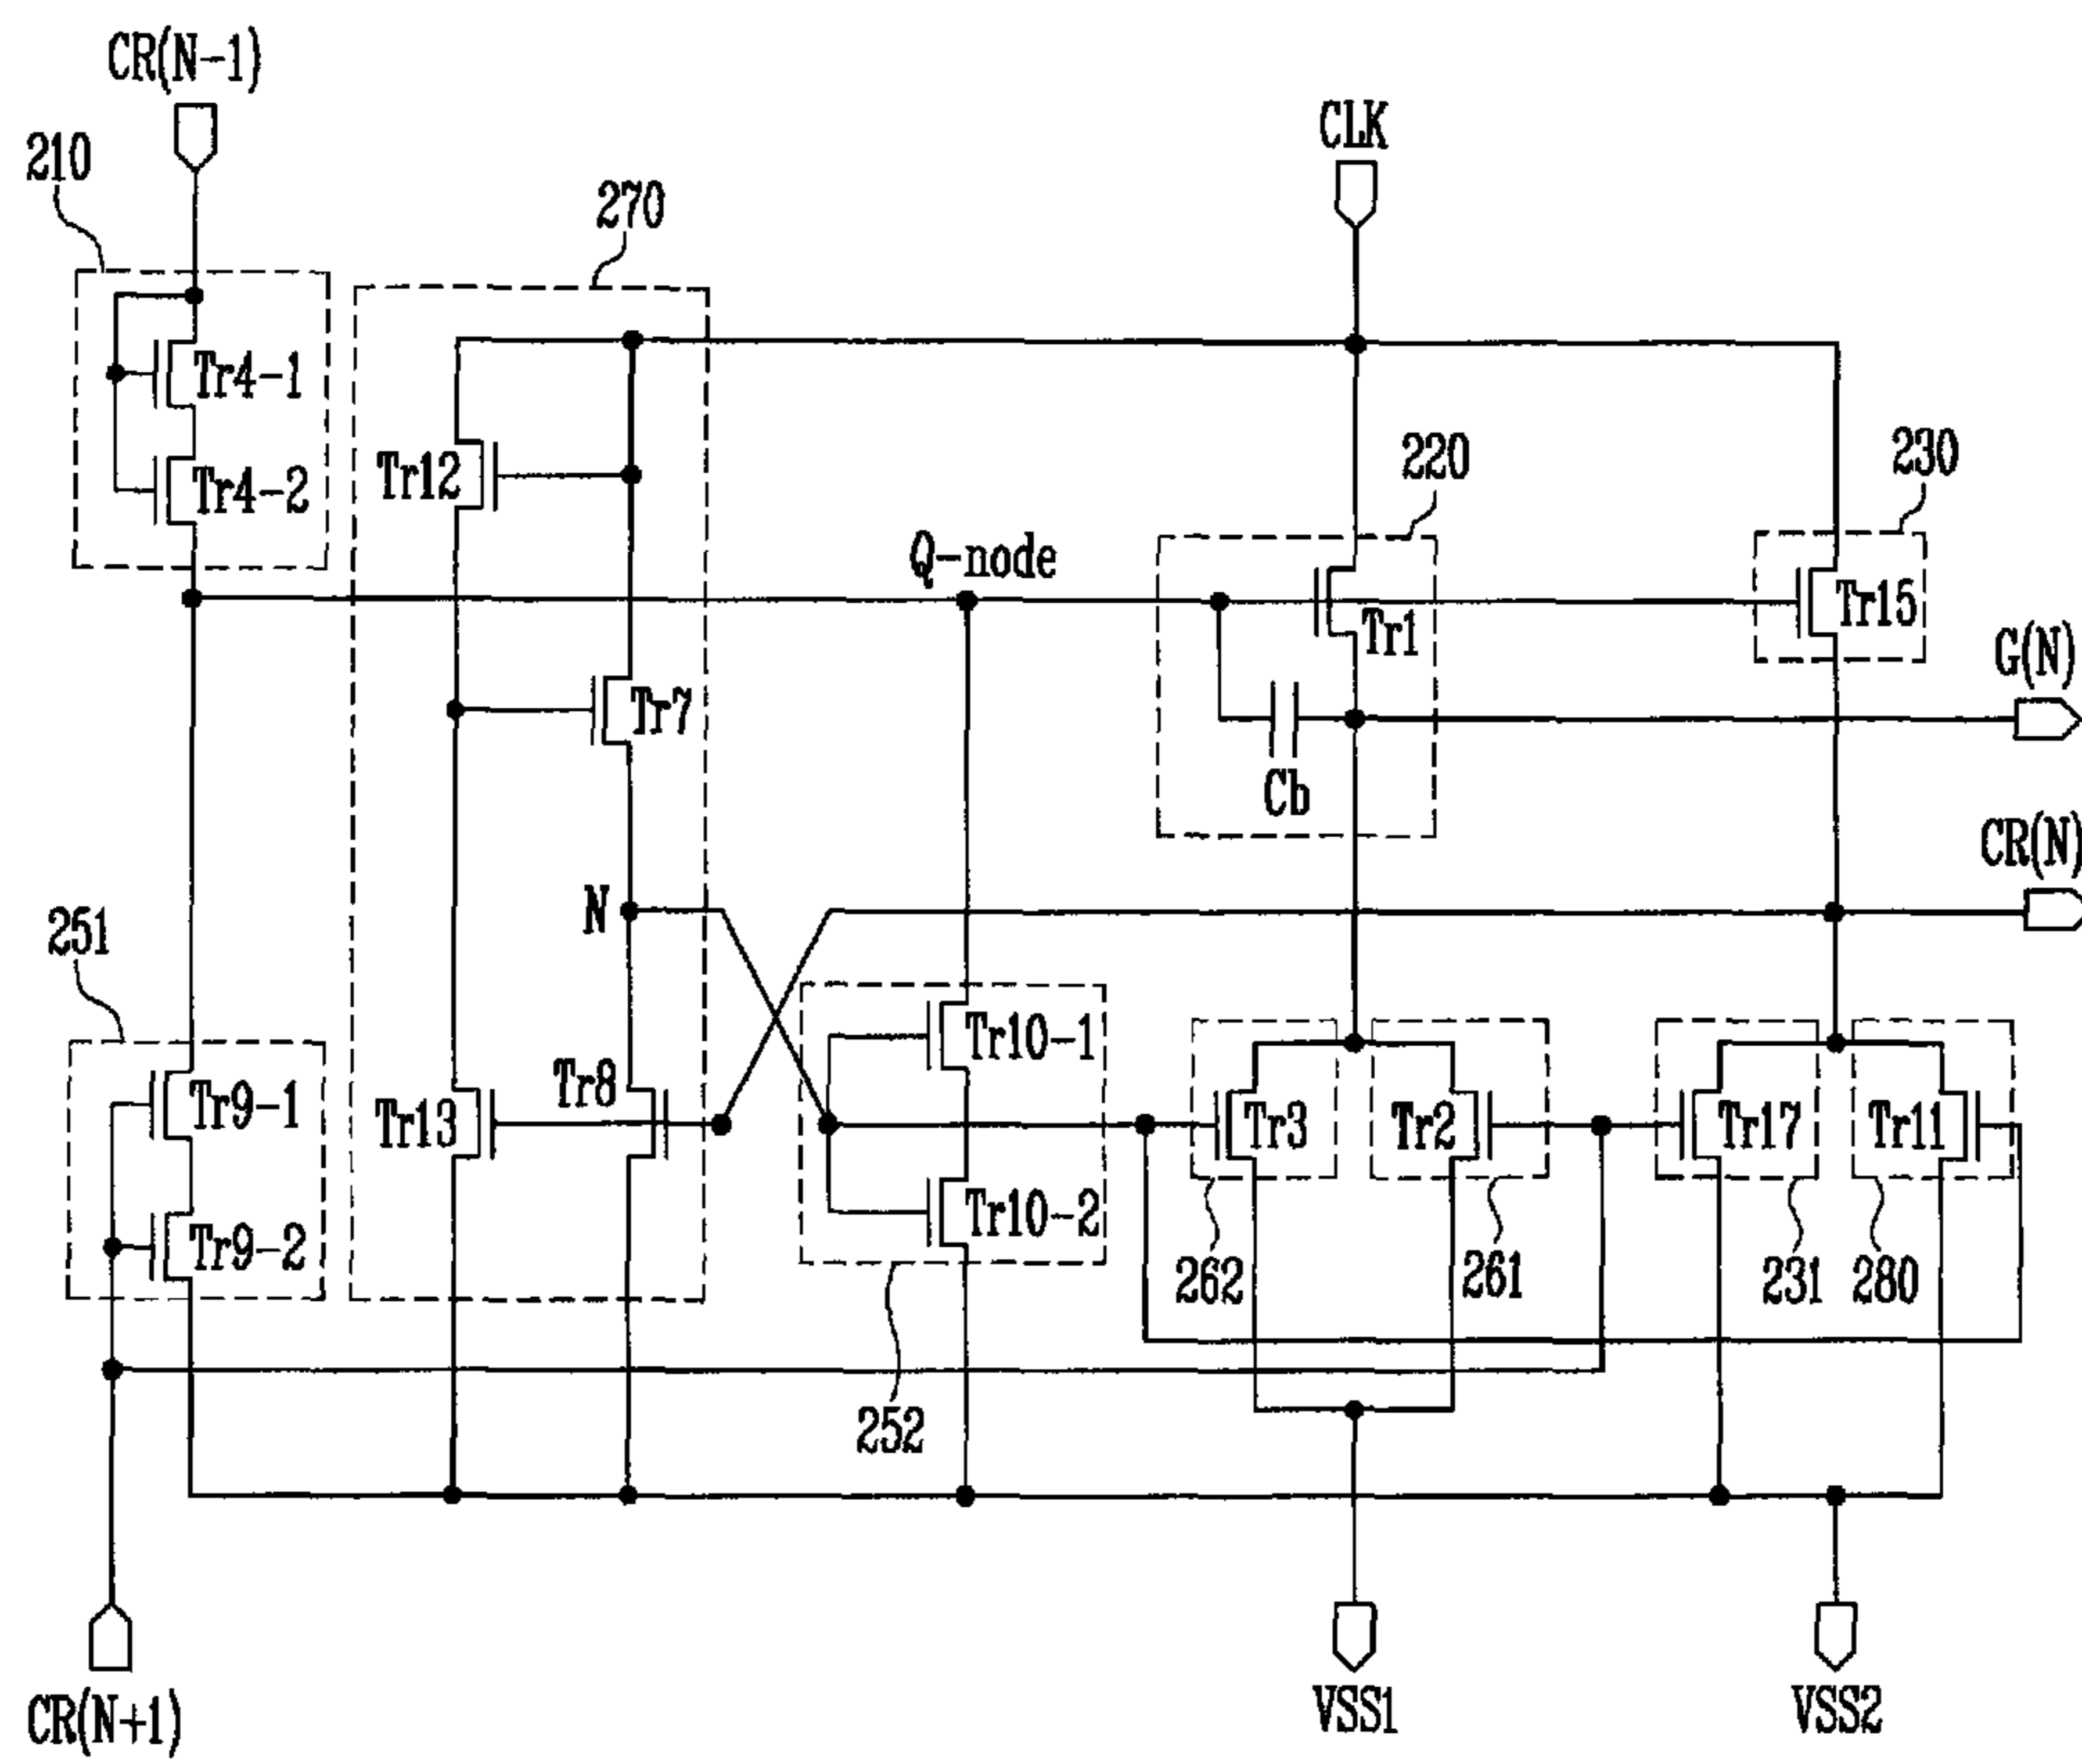 CR(N-1)
CLK
210
270
Tr4-1
Tr4-2
Tr12
220
230
Q-node
Tr1
Tr15
G(N)
Tr7
Cb
CR(N)
N
251
Tr10-1
Tr9-1
Tr13
Tr8
Tr3
Tr2
Tr17
Tr11
Tr10-2
Tr9-2
262
261
231
280
252
CR(N+1)
VSS1
VSS2